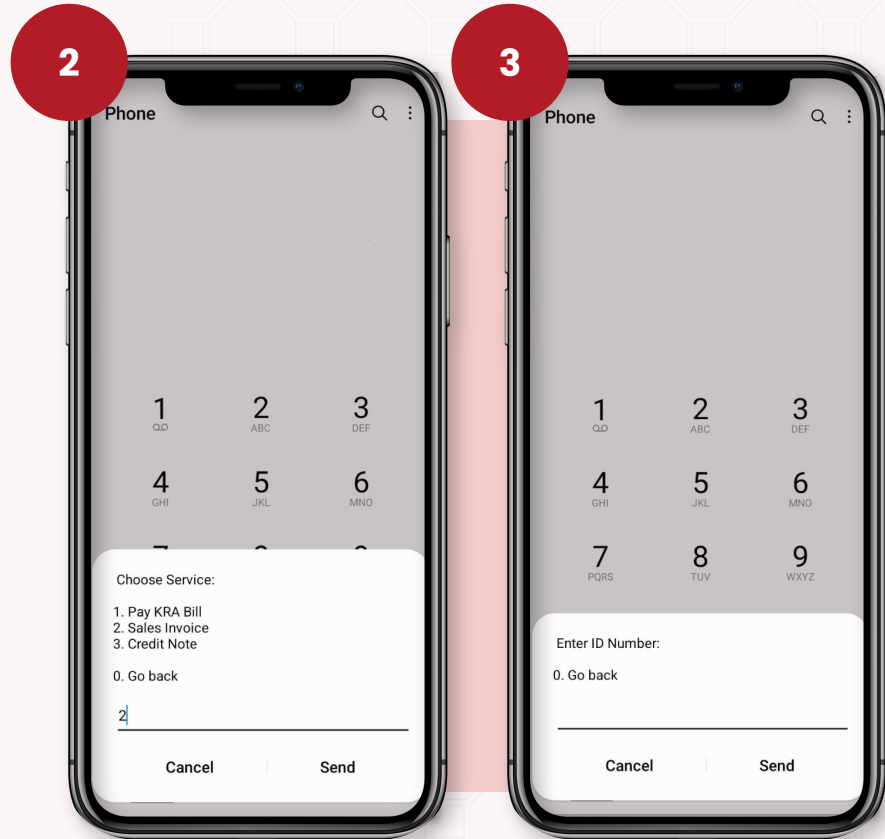 2
Phone
1 2 3
ABC DEF
4 5 6
GHI JKL MNO
Choose Service:
1. Pay KRA Bill
2. Sales Invoice
3. Credit Note
0. Go back
2
Cancel Send
3
Phone
1 2 3
ABC DEF
4 5 6
GHI JKL MNO
7 8 9
PQRS TUV WXYZ
Enter ID Number:
0. Go back
Cancel Send